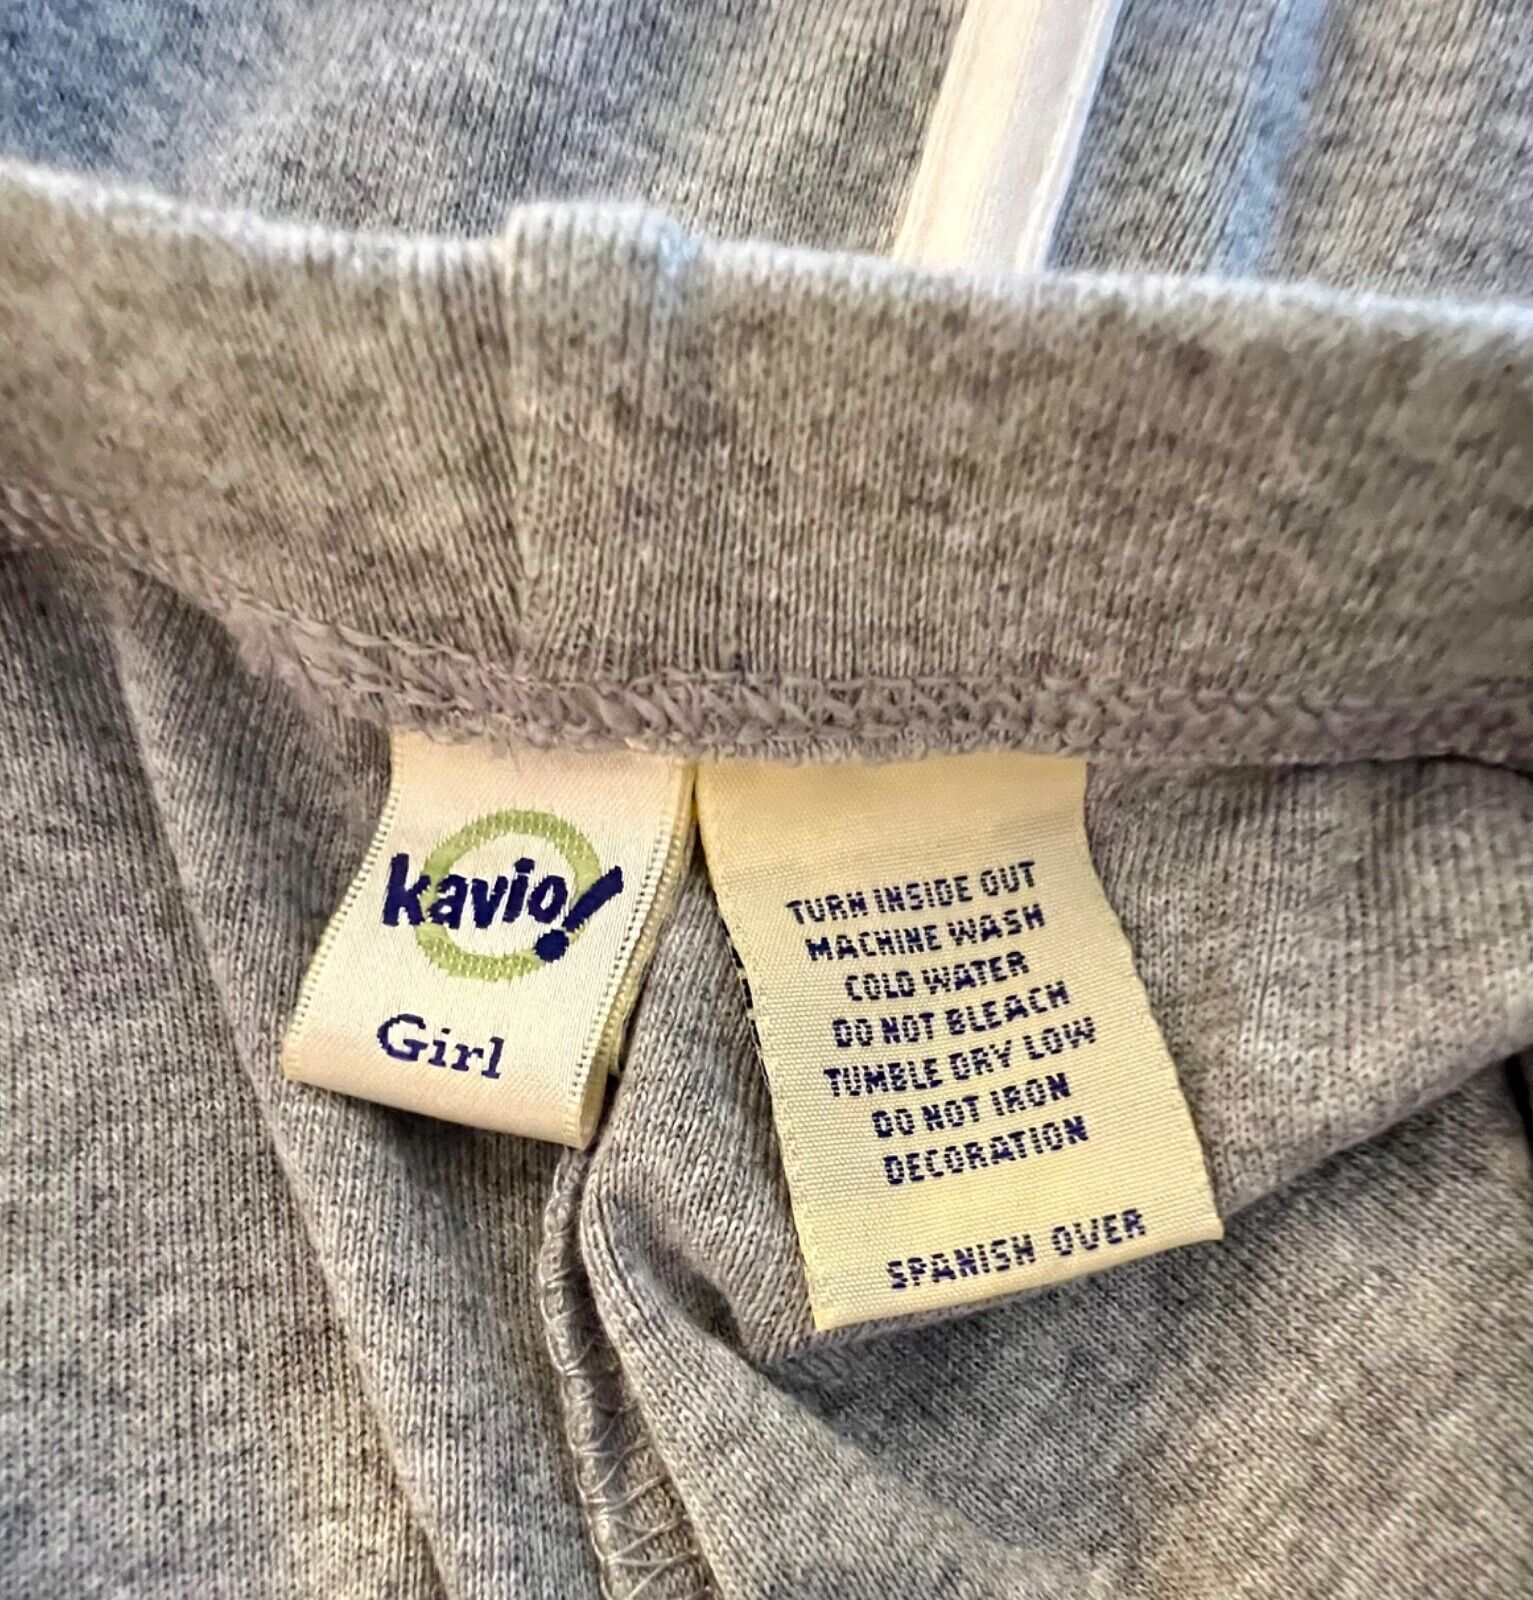 kavio!
Girl
TURN INSIDE OUT
MACHINE WASH
COLD WATER
DO NOT BLEACH
TUMBLE DRY LOW
DO NOT IRON
DECORATION
SPANISH OVER